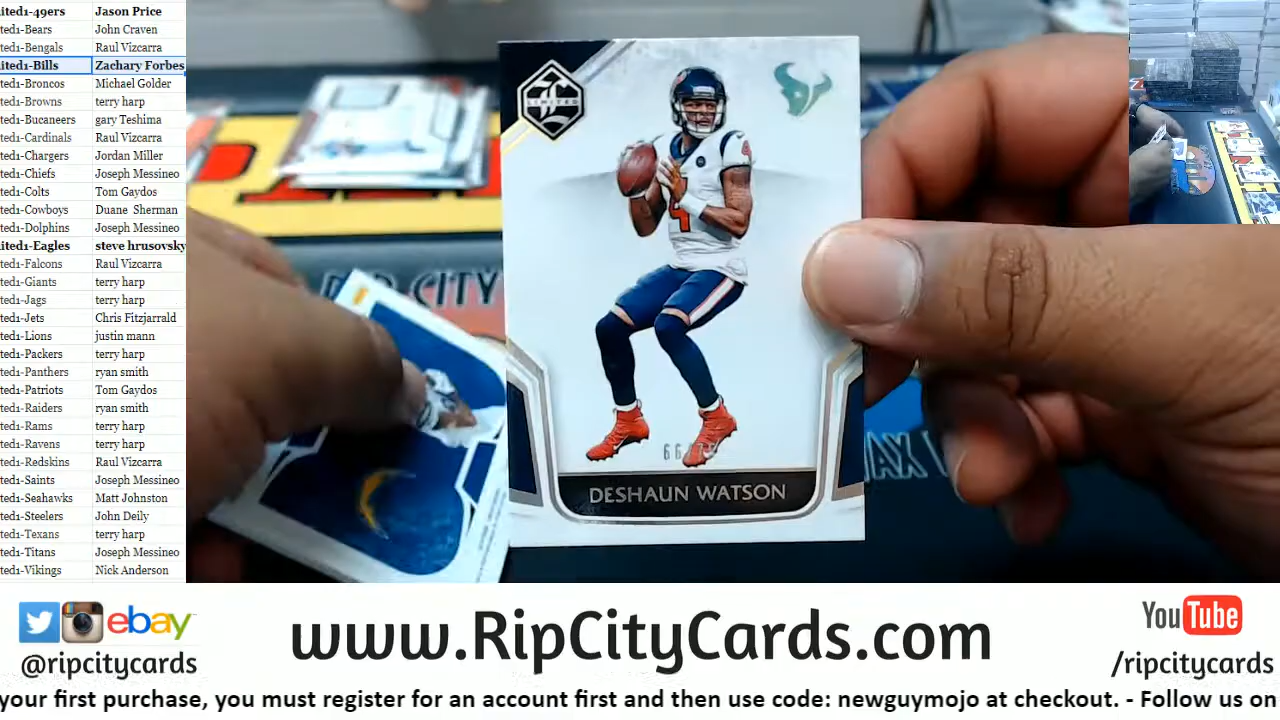 ited1-49ers Jason Price
ted1-Bears John Craven
ted1-Bengals Raul Vizcarra
ited1-Bills Zachary Forbes
ted1-Broncos Michael Golder
ted1-Browns terry harp
ted1-Bucaneers gary Teshima
ted1-Cardinals Raul Vizcarra
ted1-Chargers Jordan Miller
ted1-Chiefs Joseph Messineo
ted1-Colts Tom Gaydos
ted1-Cowboys Duane Sherman
ted1-Dolphins Joseph Messineo
ited1-Eagles steve hrusovsky
ted1-Falcons Raul Vizcarra
ted1-Giants terry harp
ted1-Jags terry harp
ted1-Jets Chris Fitzjarrald
ted1-Lions justin mann
ted1-Packers terry harp
ted1-Panthers ryan smith
ted1-Patriots Tom Gaydos
ted1-Raiders ryan smith
ted1-Rams terry harp
ted1-Ravens terry harp
ted1-Redskins Raul Vizcarra
ted1-Saints Joseph Messineo
ted1-Seahawks Matt Johnston
ted1-Steelers John Deily
ted1-Texans terry harp
ted1-Titans Joseph Messineo
ted1-Vikings Nick Anderson
LIMITED
4
4
CITY
DESHAUN WATSON
ebay
@ripcitycards
www.RipCityCards.com
YouTube
/ripcitycards
your first purchase, you must register for an account first and then use code: newguymojo at checkout. - Follow us on